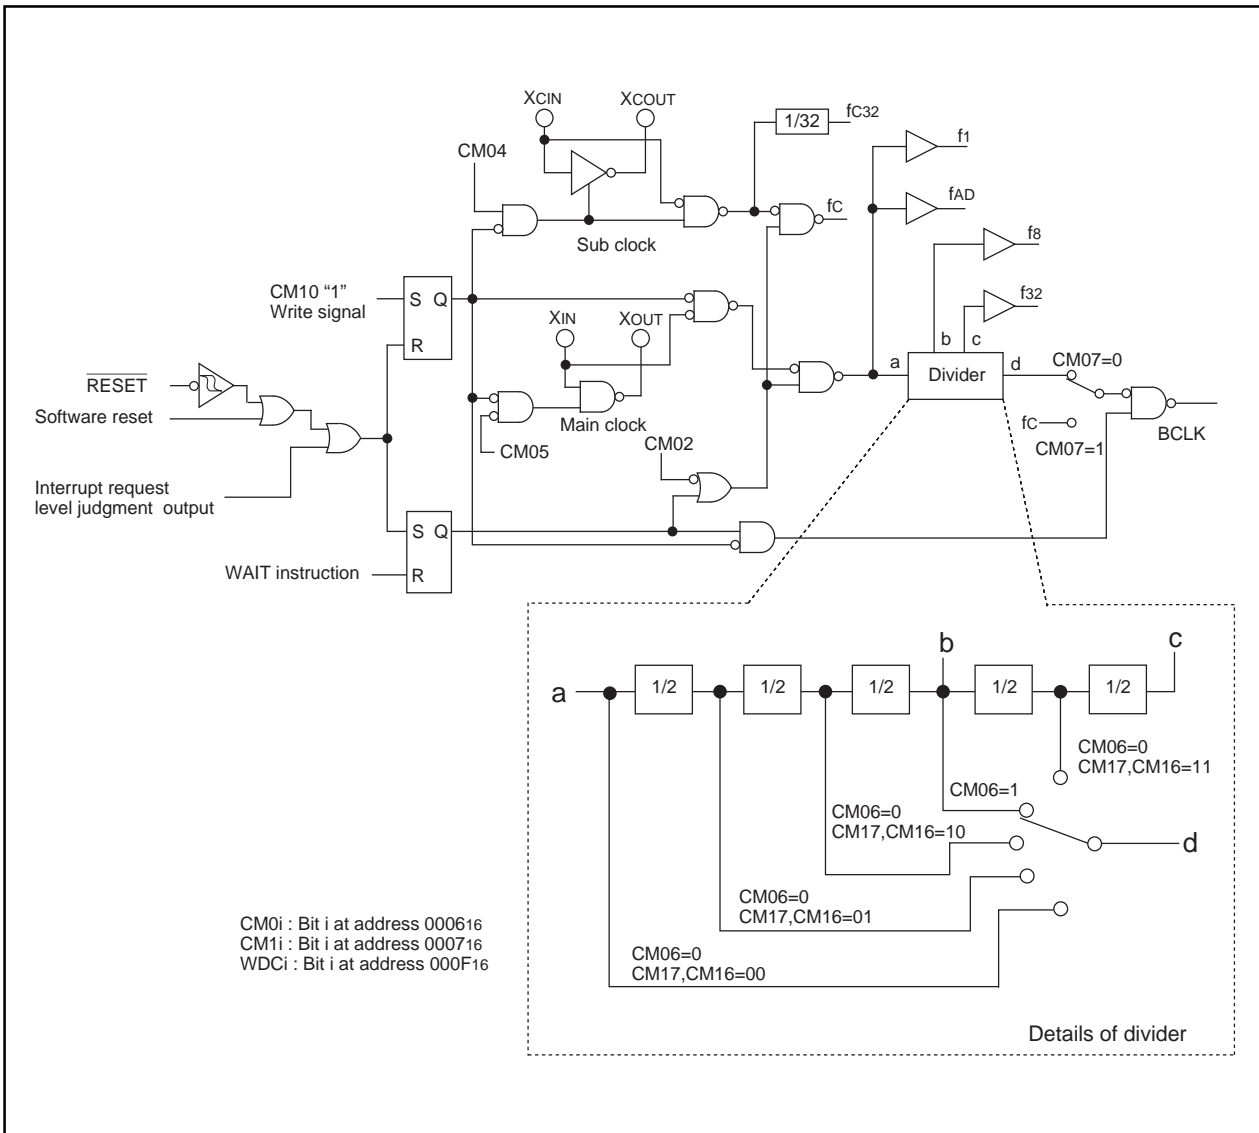 XCIN
XCOUT
1/32
fC32
f1
CM04
fAD
fC
Sub clock
f8
CM10 “1”
Write signal
S Q
R
XIN
XOUT
f32
b
c
a
Divider
d
CM07=0
RESET
Software reset
Main clock
CM05
CM02
fC
CM07=1
BCLK
Interrupt request
level judgment output
S Q
R
WAIT instruction
a
1/2
1/2
1/2
b
1/2
1/2
c
CM06=0
CM17,CM16=11
CM06=1
CM06=0
CM17,CM16=10
d
CM06=0
CM17,CM16=01
CM06=0
CM17,CM16=00
CM0i : Bit i at address 000616
CM1i : Bit i at address 000716
WDCi : Bit i at address 000F16
Details of divider